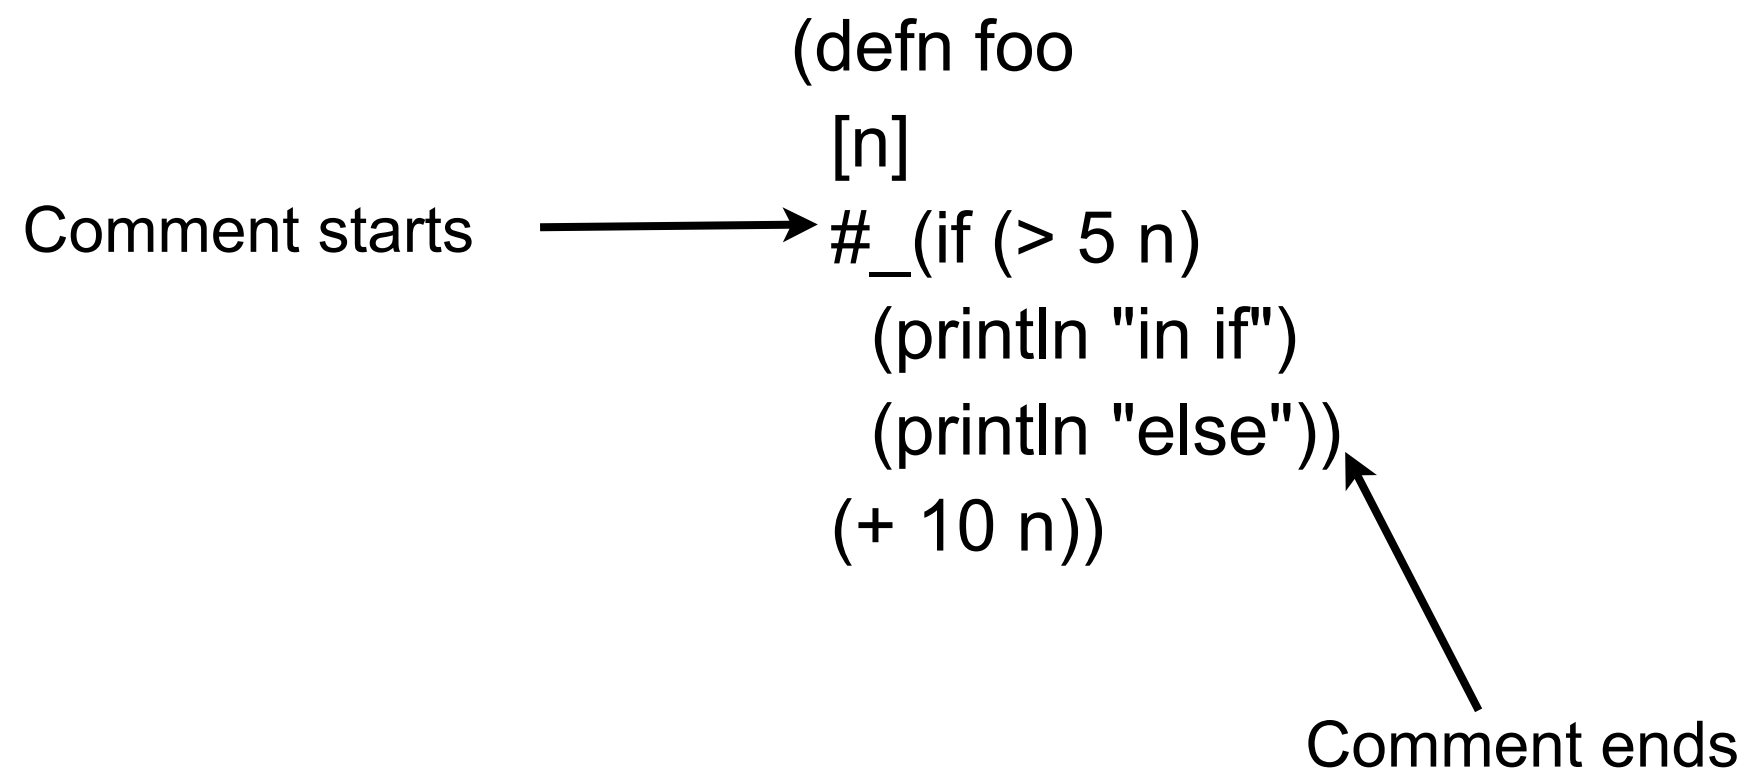 (defn foo
[n]
Comment starts
#_(if (> 5 n)
(println "in if")
(println "else"))
(+ 10 n))
Comment ends